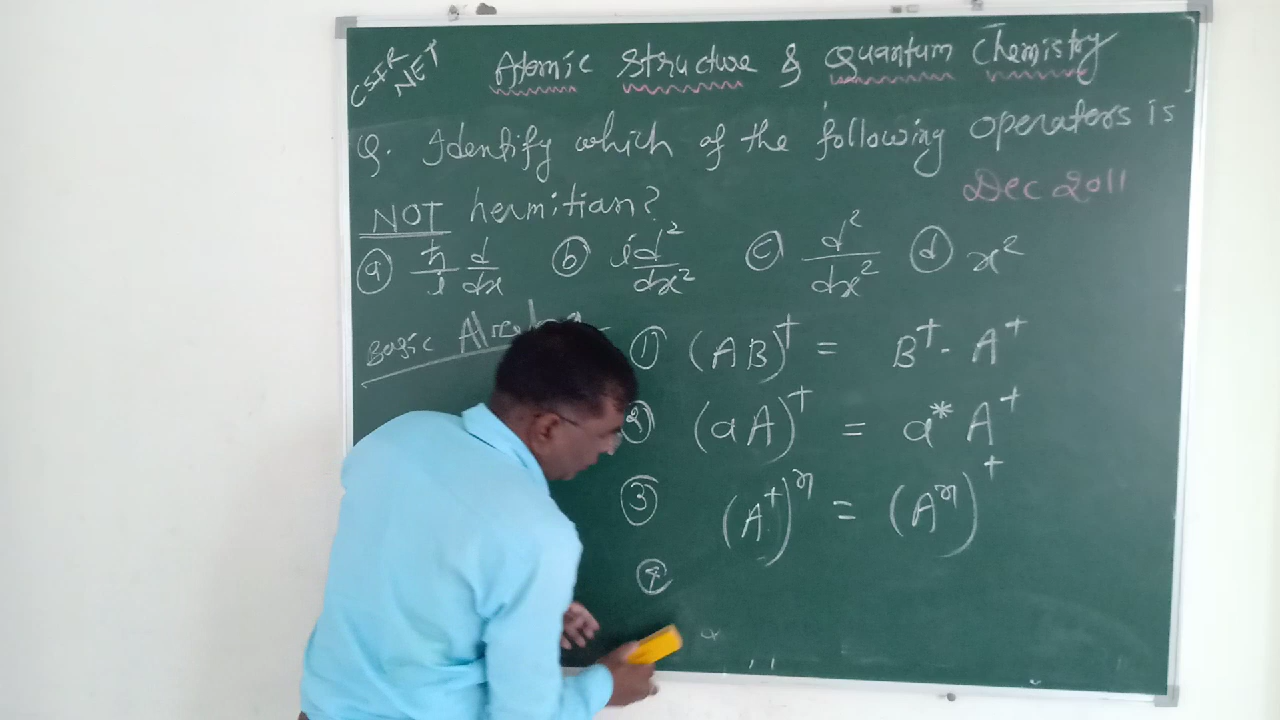 CSIR NET
Atomic Structure & Quantum Chemistry
Q. Identify which of the following operators is
NOT hermitian? Dec 2011
(a) ħ/i d/dx (b) i d²/dx² (c) d²/dx² (d) x²
Basic
① (AB)† = B† · A†
② (aA)† = a* A†
③ (A†)ⁿ = (Aⁿ)†
④